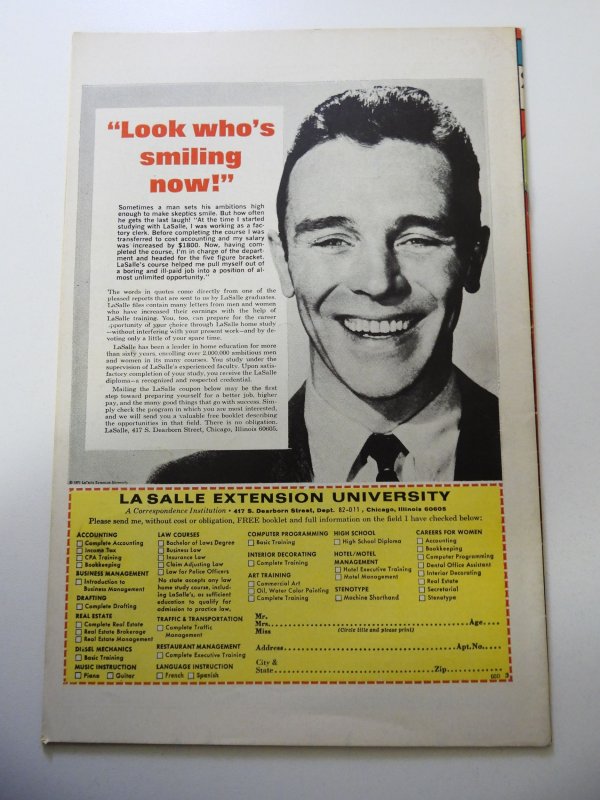 “Look who’s
smiling
now!”
Sometimes a man sets his ambitions high
enough to make skeptics smile. But how often
he gets the last laugh! “At the time I started
studying with LaSalle, I was working as a fac-
tory clerk. Before completing the course I was
transferred to cost accounting and my salary
was increased by $1800. Now, having com-
pleted the course, I’m in charge of the depart-
ment and headed for the five figure bracket.
LaSalle’s course helped me pull myself out of
a boring and ill-paid job into a position of al-
most unlimited opportunity.”
The words in quotes come directly from one of the
pleased reports that are sent to us by LaSalle graduates.
LaSalle files contain many letters from men and women
who have increased their earnings with the help of
LaSalle training. You, too, can prepare for the career
opportunity of your choice through LaSalle home study
—without interfering with your present work—and by de-
voting only a little of your spare time.
LaSalle has been a leader in home education for more
than sixty years, enrolling over 2,000,000 ambitious men
and women in its many courses. You study under the
supervision of LaSalle’s experienced faculty. Upon satis-
factory completion of your study, you receive the LaSalle
diploma—a recognized and respected credential.
Mailing the LaSalle coupon below may be the first
step toward preparing yourself for a better job, higher
pay, and the many good things that go with success. Sim-
ply check the program in which you are most interested,
and we will send you a valuable free booklet describing
the opportunities in that field. There is no obligation.
LaSalle, 417 S. Dearborn Street, Chicago, Illinois 60605.
© 1971 LaSalle Extension University
LA SALLE EXTENSION UNIVERSITY
A Correspondence Institution • 417 S. Dearborn Street, Dept. 82-011, Chicago, Illinois 60605
Please send me, without cost or obligation, FREE booklet and full information on the field I have checked below:
ACCOUNTING
Complete Accounting
Income Tax
CPA Training
Bookkeeping
BUSINESS MANAGEMENT
Introduction to
Business Management
DRAFTING
Complete Drafting
REAL ESTATE
Complete Real Estate
Real Estate Brokerage
Real Estate Management
DIESEL MECHANICS
Basic Training
MUSIC INSTRUCTION
Piano Guitar
LAW COURSES
Bachelor of Laws Degree
Business Law
Insurance Law
Claim Adjusting Law
Law for Police Officers
No state accepts any law
home study course, includ-
ing LaSalle’s, as sufficient
education to qualify for
admission to practice law.
TRAFFIC & TRANSPORTATION
Complete Traffic
Management
RESTAURANT MANAGEMENT
Complete Executive Training
LANGUAGE INSTRUCTION
French Spanish
COMPUTER PROGRAMMING
Basic Training
INTERIOR DECORATING
Complete Training
ART TRAINING
Commercial Art
Oil, Water Color Painting
Complete Training
HIGH SCHOOL
High School Diploma
HOTEL/MOTEL
MANAGEMENT
Hotel Executive Training
Motel Management
STENOTYPE
Machine Shorthand
CAREERS FOR WOMEN
Accounting
Bookkeeping
Computer Programming
Dental Office Assistant
Interior Decorating
Real Estate
Secretarial
Stenotype
Mr.
Mrs. Age
Miss (Circle title and please print)
Address Apt. No.
City &
State Zip
600 3